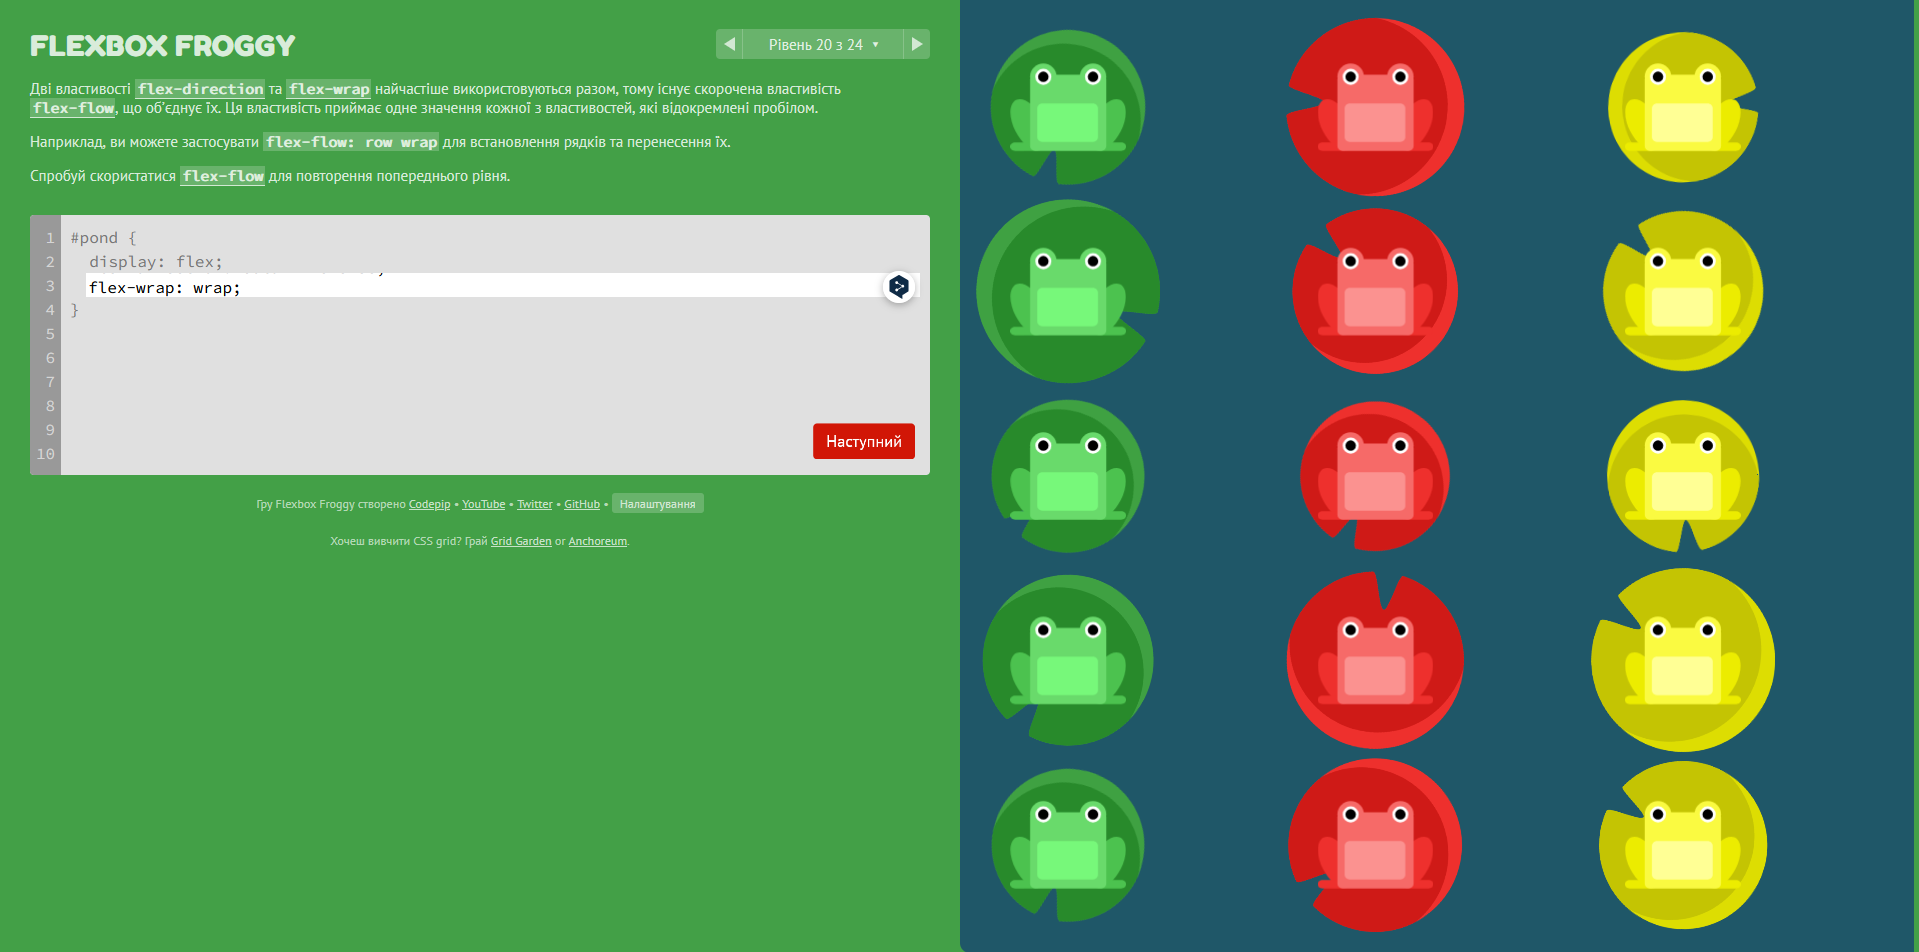 FLEXBOX FROGGY
Рівень 20 з 24 ▼
Дві властивості flex-direction та flex-wrap найчастіше використовуються разом, тому існує скорочена властивість
flex-flow, що об'єднує їх. Ця властивість приймає одне значення кожної з властивостей, які відокремлені пробілом.
Наприклад, ви можете застосувати flex-flow: row wrap для встановлення рядків та перенесення їх.
Спробуй скористатися flex-flow для повторення попереднього рівня.
1 #pond {
2 display: flex;
3 flex-wrap: wrap;
4 }
5
6
7
8
9
10
Наступний
Гру Flexbox Froggy створено Codepip • YouTube • Twitter • GitHub • Налаштування
Хочеш вивчити CSS grid? Грай Grid Garden or Anchoreum.